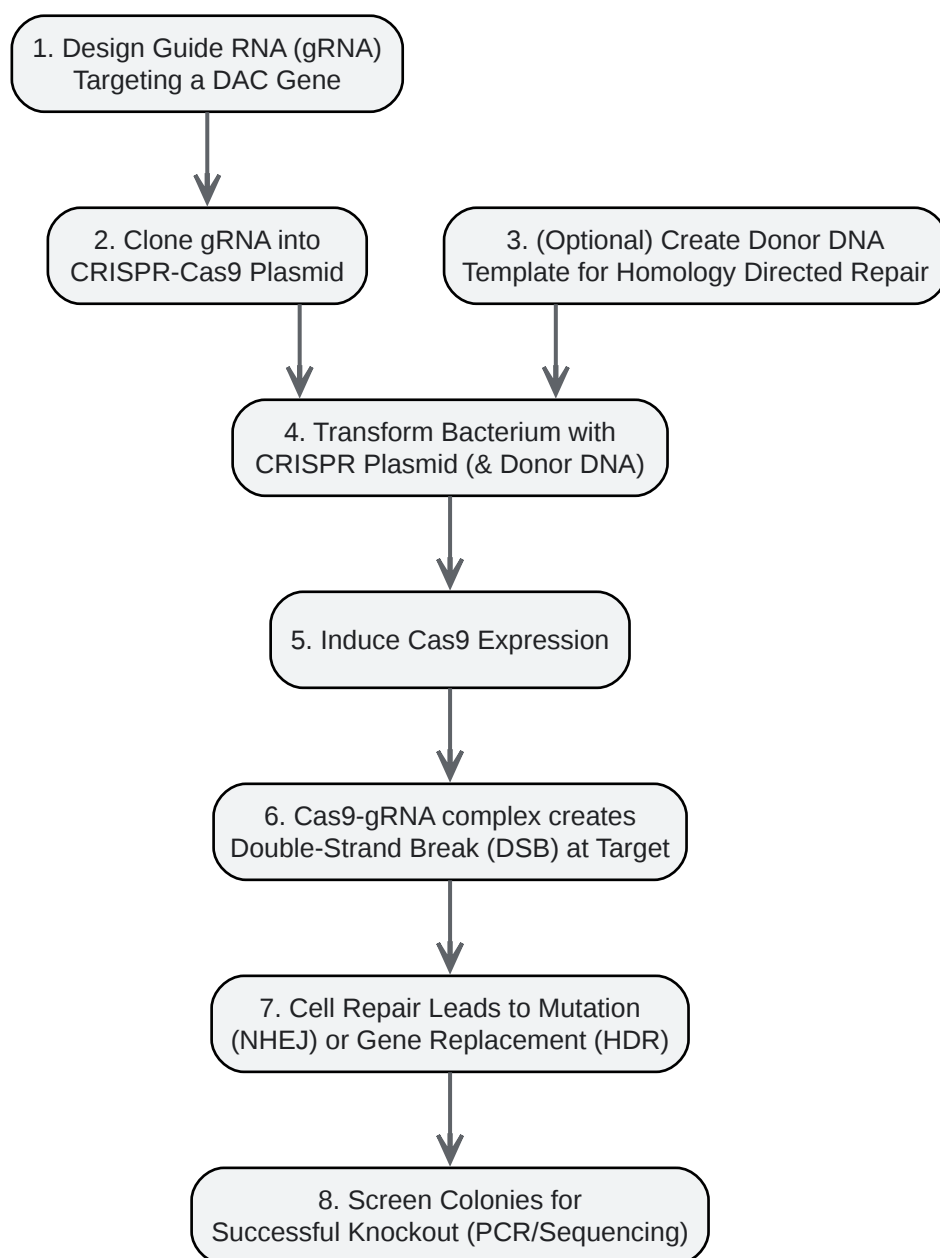 1. Design Guide RNA (gRNA)
Targeting a DAC Gene
2. Clone gRNA into
CRISPR-Cas9 Plasmid
3. (Optional) Create Donor DNA
Template for Homology Directed Repair
4. Transform Bacterium with
CRISPR Plasmid (& Donor DNA)
5. Induce Cas9 Expression
6. Cas9-gRNA complex creates
Double-Strand Break (DSB) at Target
7. Cell Repair Leads to Mutation
(NHEJ) or Gene Replacement (HDR)
8. Screen Colonies for
Successful Knockout (PCR/Sequencing)